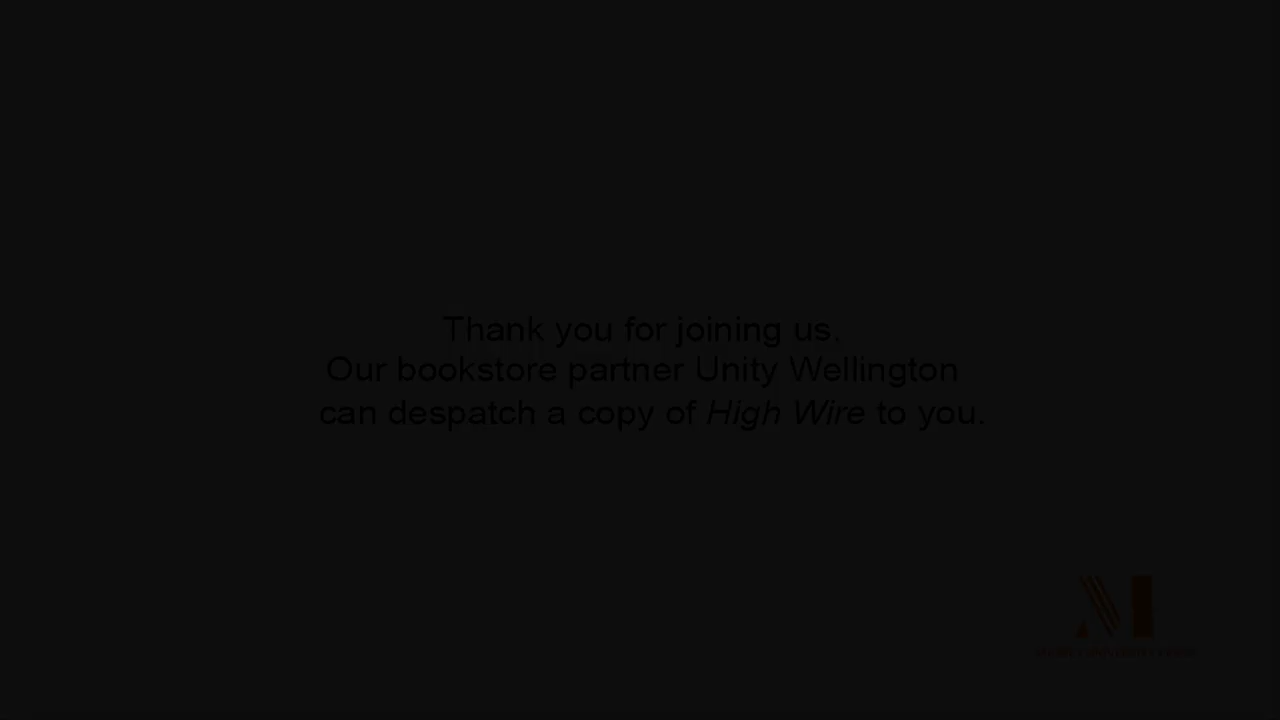 Thank you for joining us.
Our bookstore partner Unity Wellington
can despatch a copy of High Wire to you.
M